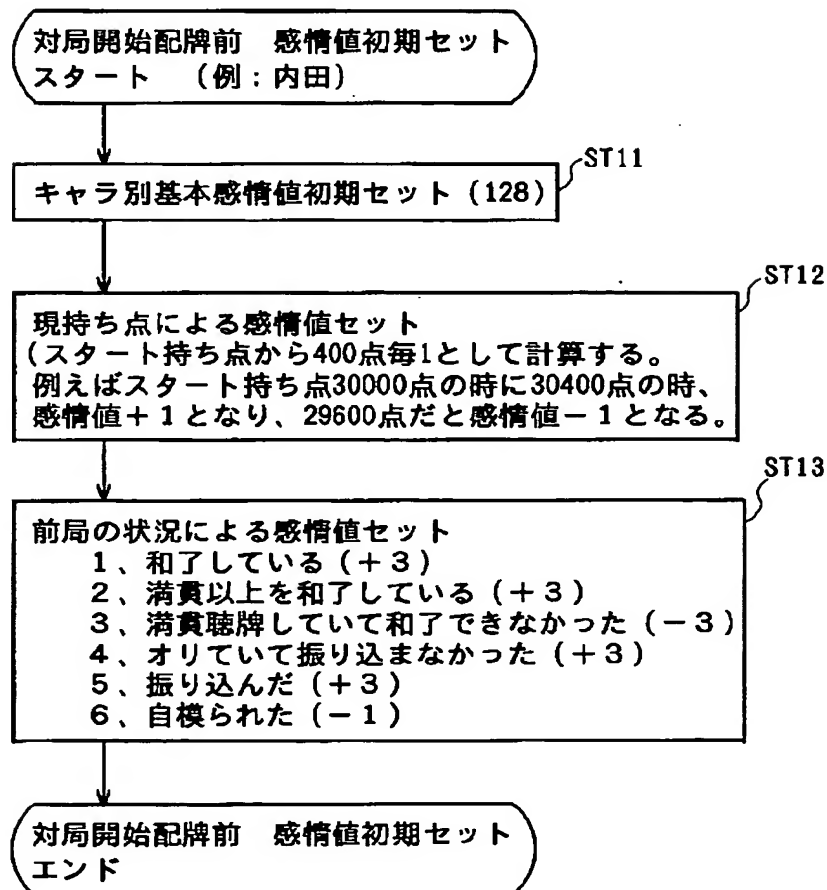 対局開始配牌前　感情値初期セット
スタート　（例：内田）
ST11
キャラ別基本感情値初期セット（128）
ST12
現持ち点による感情値セット
（スタート持ち点から400点毎1として計算する。
例えばスタート持ち点30000点の時に30400点の時、
感情値＋１となり、29600点だと感情値－１となる。
ST13
前局の状況による感情値セット
１、和了している（＋３）
２、満貫以上を和了している（＋３）
３、満貫聴牌していて和了できなかった（－３）
４、オリていて振り込まなかった（＋３）
５、振り込んだ（＋３）
６、自模られた（－１）
対局開始配牌前　感情値初期セット
エンド